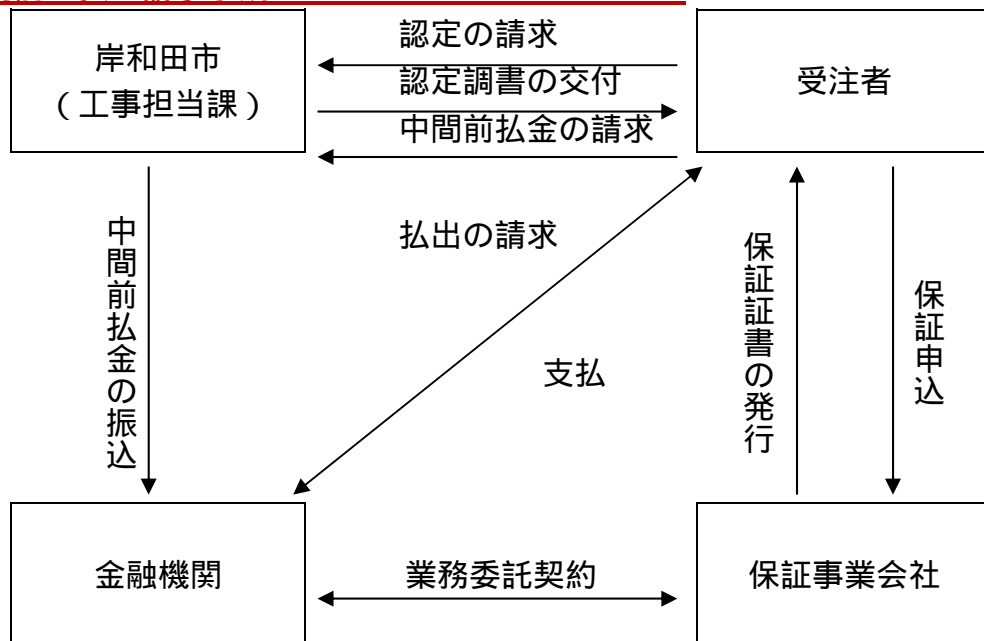 認定の請求
岸和田市
（工事担当課）
認定調書の交付
受注者
中間前払金の請求
中間前払金の振込
払出の請求
支払
保証証書の発行
保証申込
金融機関
業務委託契約
保証事業会社